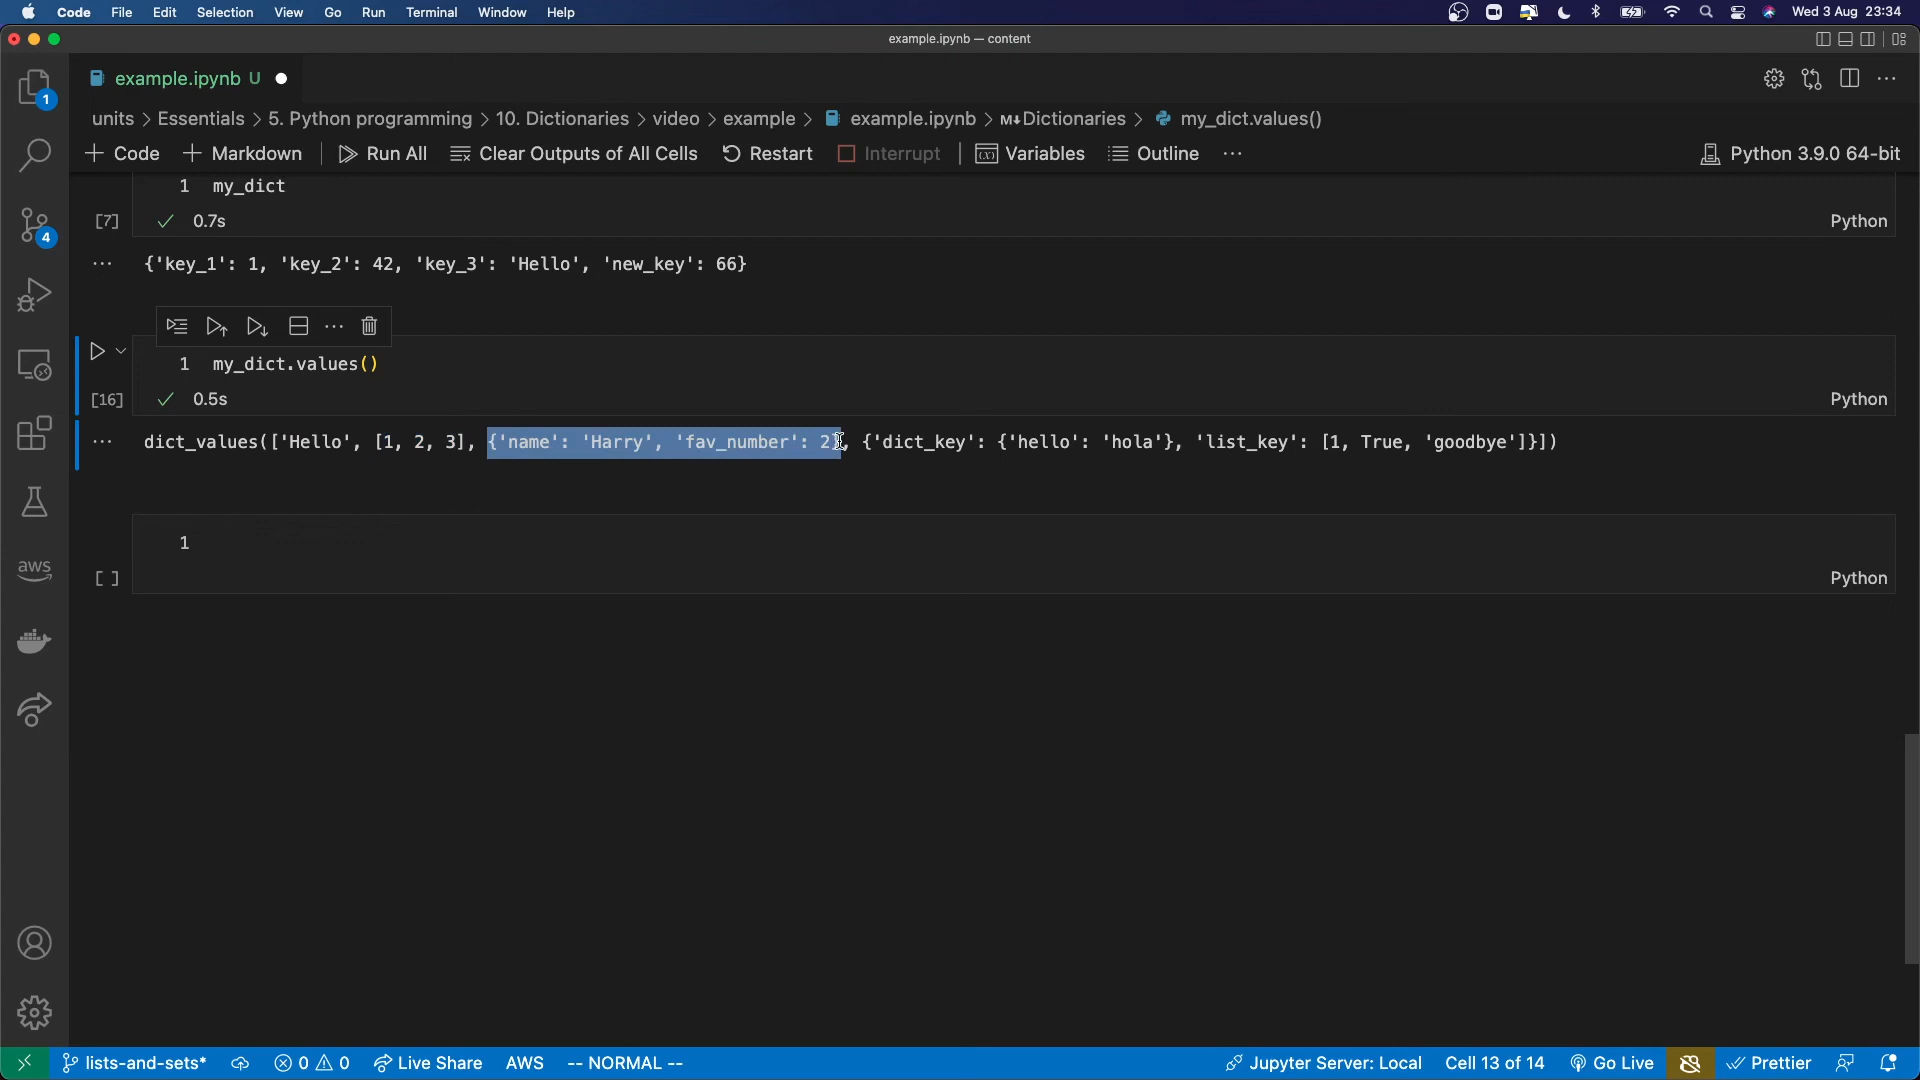 Code File Edit Selection View Go Run Terminal Window Help Wed 3 Aug 23:34
example.ipynb — content
example.ipynb U
1
units > Essentials > 5. Python programming > 10. Dictionaries > video > example > example.ipynb > M↓Dictionaries > my_dict.values()
+ Code + Markdown Run All Clear Outputs of All Cells Restart Interrupt (x) Variables Outline ··· Python 3.9.0 64-bit
1 my_dict
[7] ✓ 0.7s Python
4
··· {'key_1': 1, 'key_2': 42, 'key_3': 'Hello', 'new_key': 66}
1 my_dict.values()
[16] ✓ 0.5s Python
··· dict_values(['Hello', [1, 2, 3], {'name': 'Harry', 'fav_number': 2}, {'dict_key': {'hello': 'hola'}, 'list_key': [1, True, 'goodbye']}])
1
[ ] Python
aws
lists-and-sets* 0 0 Live Share AWS -- NORMAL -- Jupyter Server: Local Cell 13 of 14 Go Live Prettier